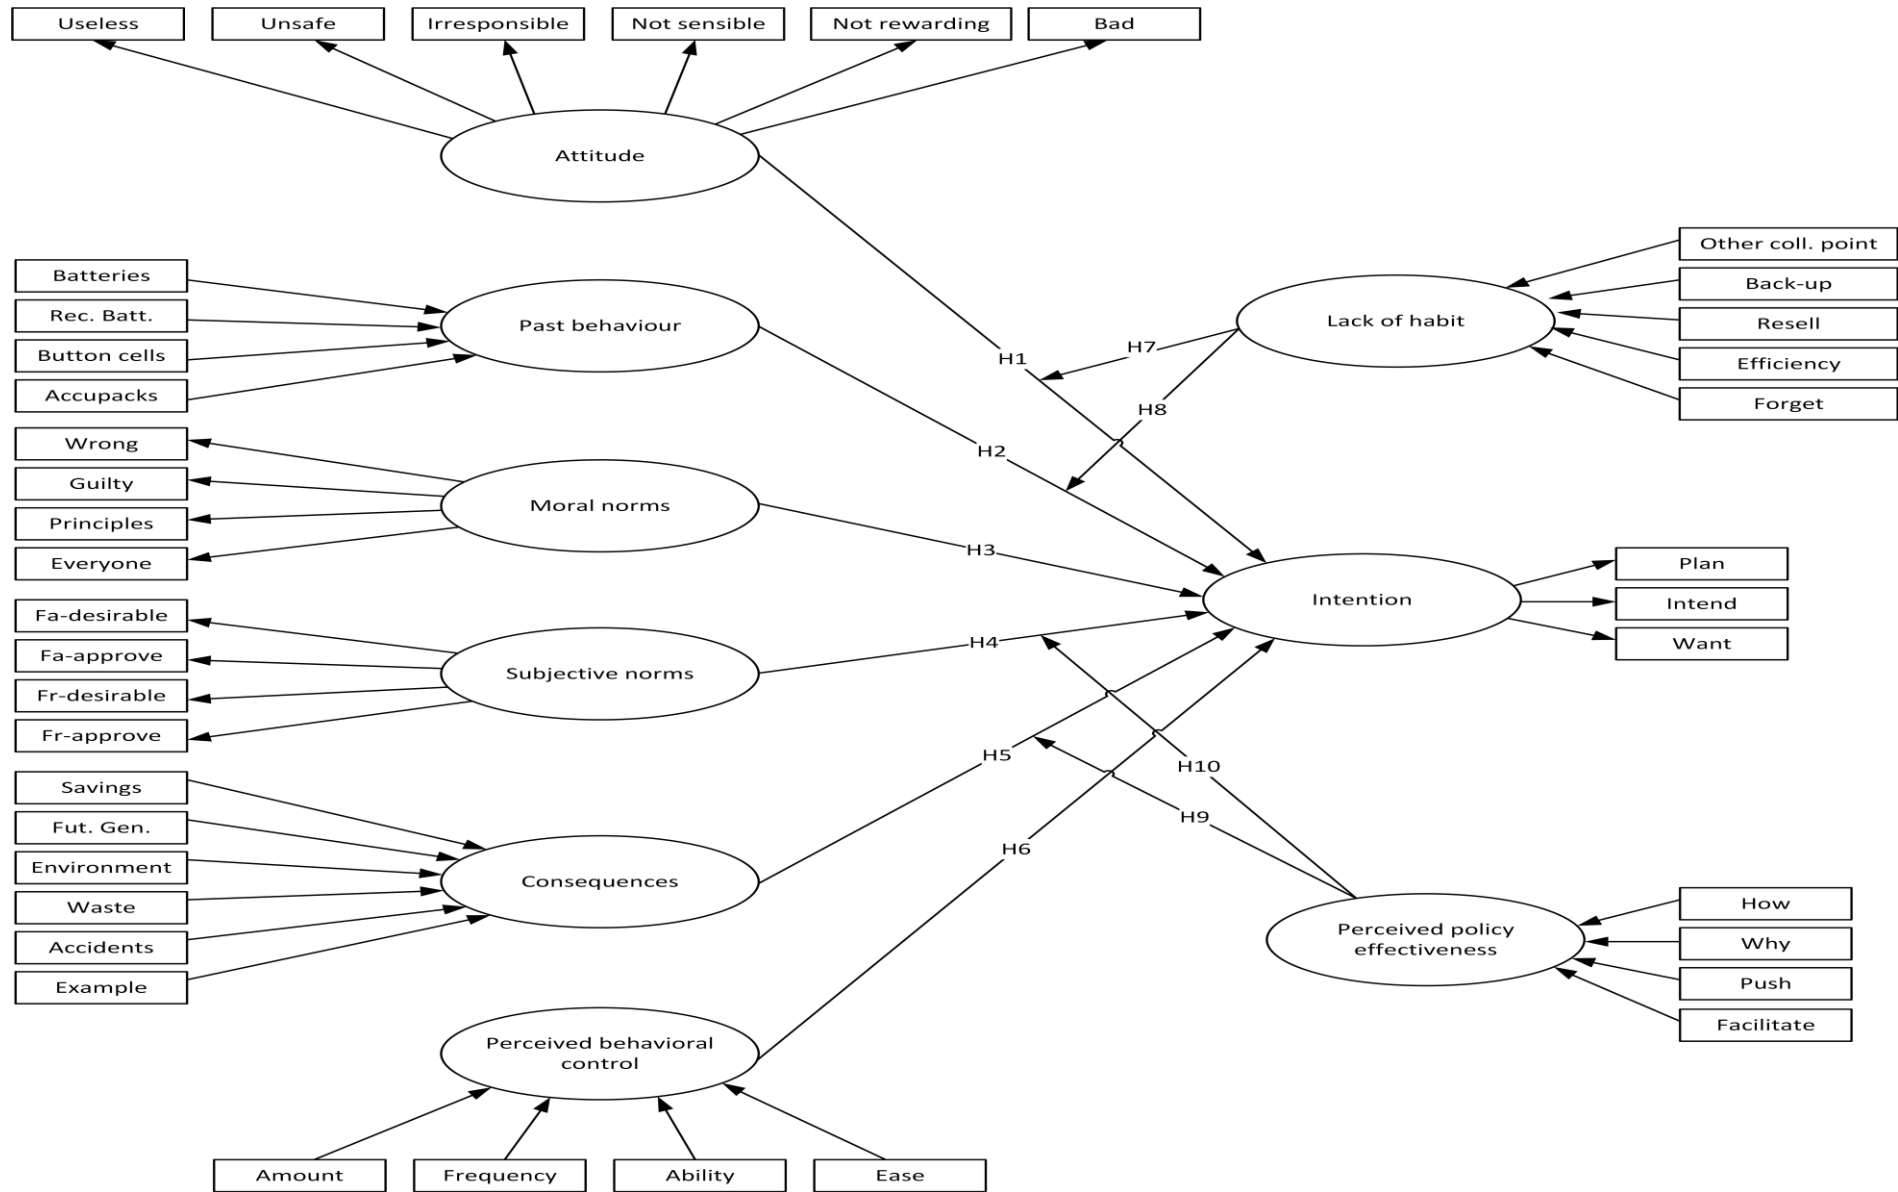 Useless
Unsafe
Irresponsible
Not sensible
Not rewarding
Bad
Attitude
Batteries
Rec. Batt.
Button cells
Accupacks
Past behaviour
Other coll. point
Back-up
Resell
Efficiency
Forget
Lack of habit
H7
H1
H8
H2
Wrong
Guilty
Principles
Everyone
Moral norms
H3
Intention
Plan
Intend
Want
Fa-desirable
Fa-approve
Fr-desirable
Fr-approve
Subjective norms
H4
H5
H10
H9
H6
Savings
Fut. Gen.
Environment
Waste
Accidents
Example
Consequences
Perceived policy
effectiveness
How
Why
Push
Facilitate
Perceived behavioral
control
Amount
Frequency
Ability
Ease